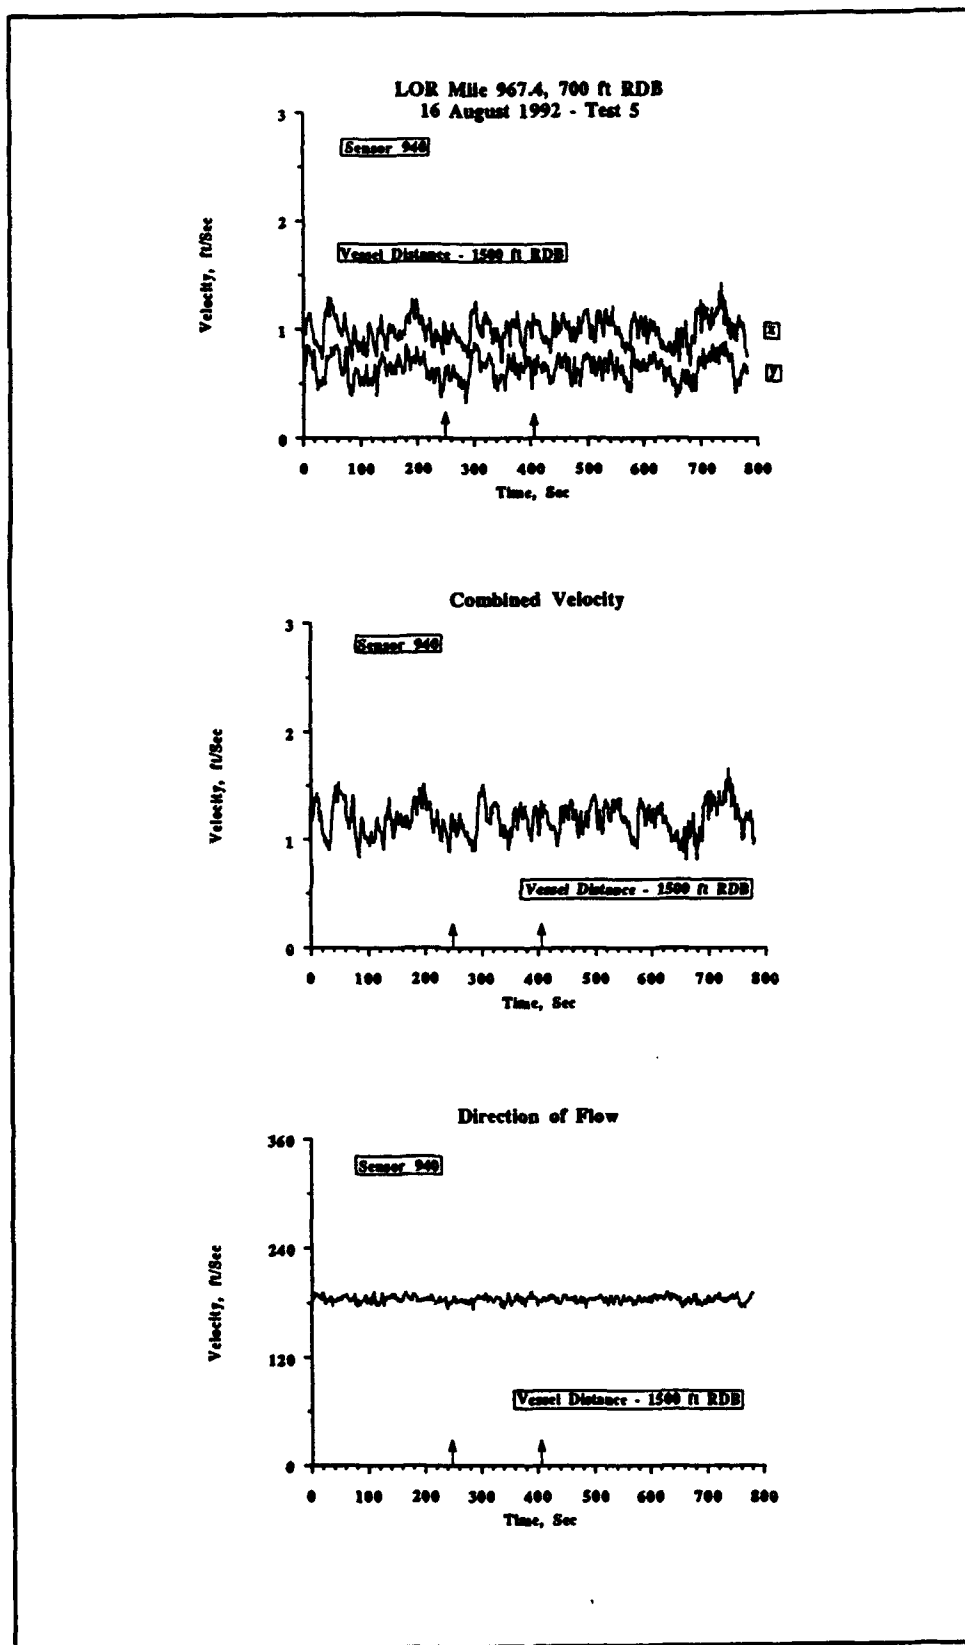 LOR Mile 967.4, 700 ft RDB
16 August 1992 - Test 5
3
Sensor 940
2
Vessel Distance - 1500 ft RDB
Velocity, ft/Sec
1
x
y
0
0 100 200 300 400 500 600 700 800
Time, Sec
Combined Velocity
3
Sensor 940
2
Velocity, ft/Sec
1
Vessel Distance - 1500 ft RDB
0
0 100 200 300 400 500 600 700 800
Time, Sec
Direction of Flow
360
Sensor 940
240
Velocity, ft/Sec
120
Vessel Distance - 1500 ft RDB
0
0 100 200 300 400 500 600 700 800
Time, Sec